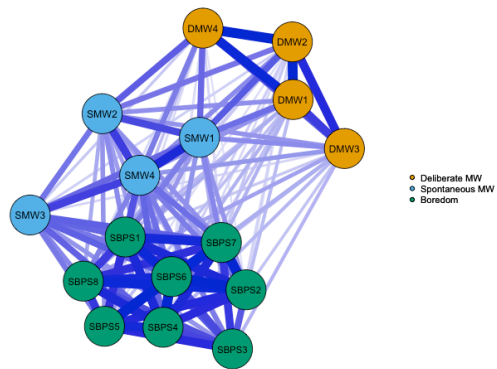 DMW4
DMW2
DMW1
SMW2
SMW1
DMW3
SMW4
Deliberate MW
Spontaneous MW
Boredom
SMW3
SBPS1
SBPS7
SBPS6
SBPS8
SBPS2
SBPS5
SBPS4
SBPS3